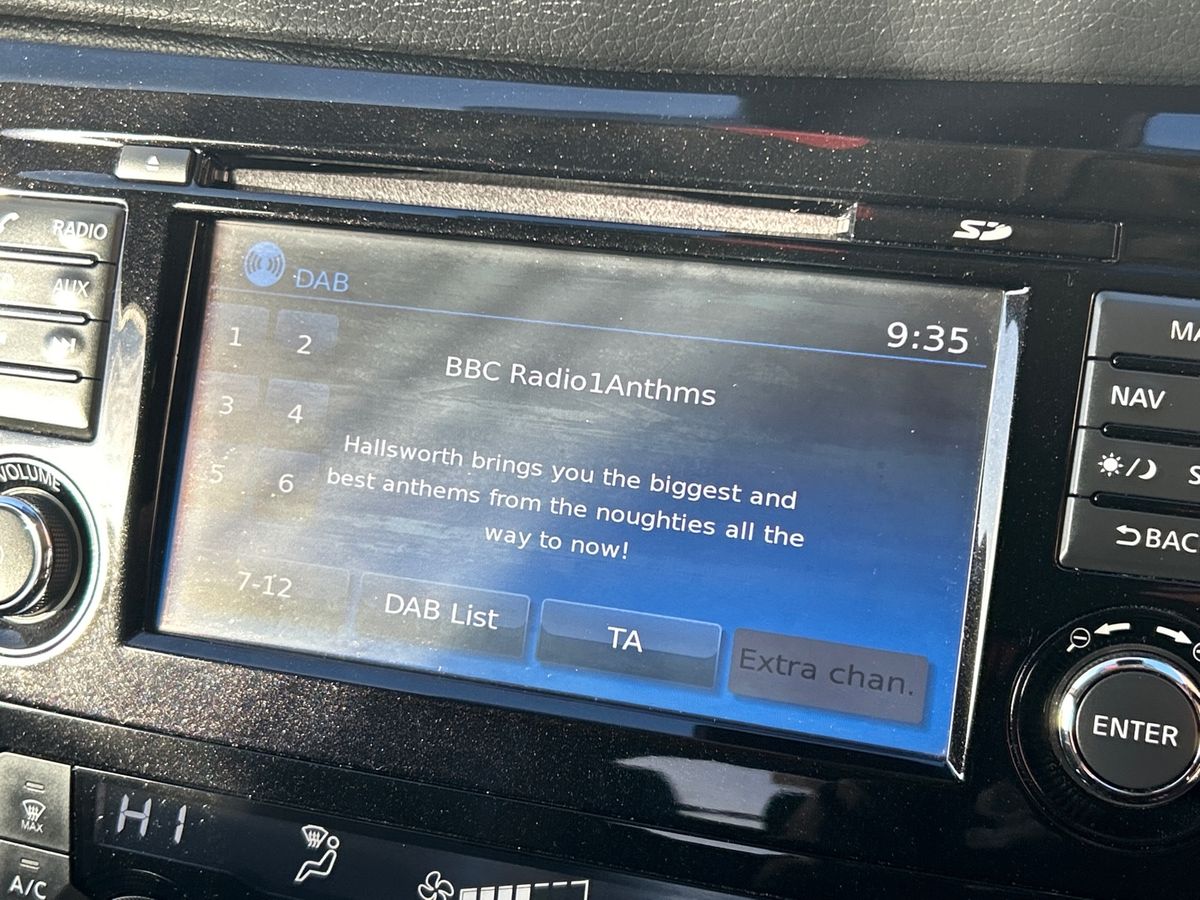 SD
RADIO
AUX
VOLUME
DAB
9:35
1 2
BBC Radio1Anthms
3 4
Hallsworth brings you the biggest and
best anthems from the noughties all the
way to now!
5 6
7-12
DAB List
TA
Extra chan.
MA
NAV
S
BAC
ENTER
MAX
HI
A/C